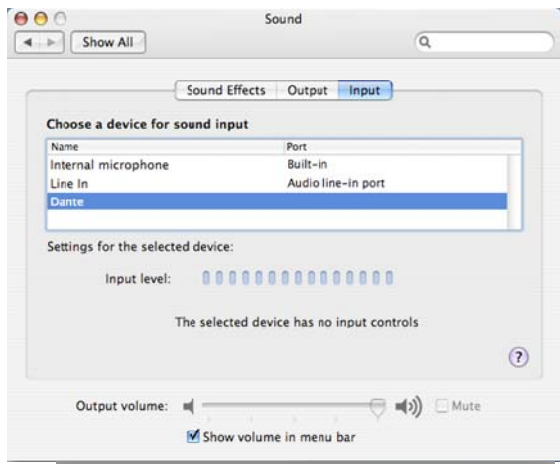 Sound
Show All
Sound Effects Output Input
Choose a device for sound input
Name Port
Internal microphone Built-in
Line In Audio line-in port
Dante
Settings for the selected device:
Input level:
The selected device has no input controls
?
Output volume: Mute
Show volume in menu bar